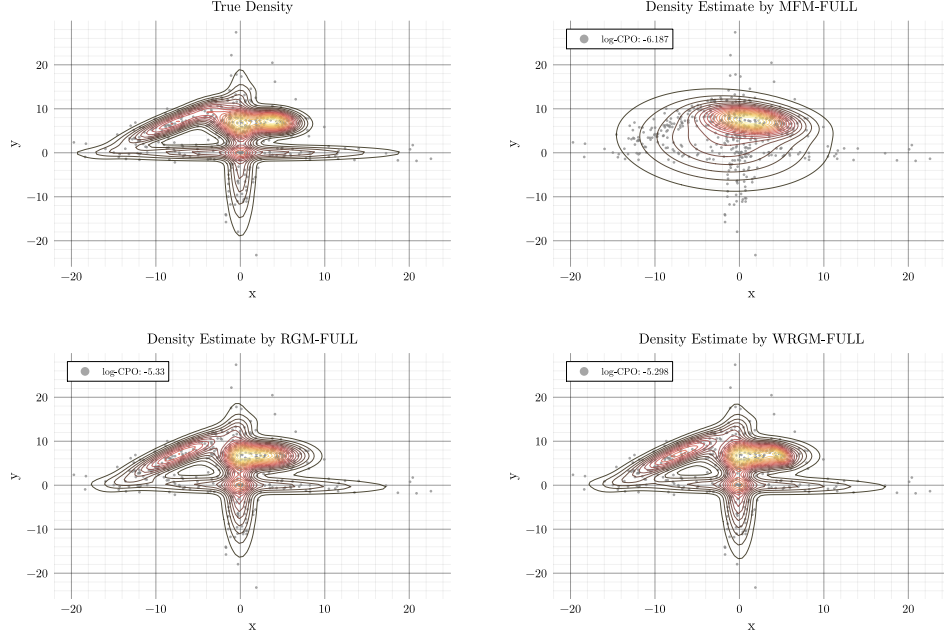 True Density
Density Estimate by MFM-FULL
log-CPO: -6.187
20
10
0
−10
−20
y
−20
−10
0
10
20
x
20
10
0
−10
−20
y
−20
−10
0
10
20
x
Density Estimate by RGM-FULL
Density Estimate by WRGM-FULL
log-CPO: -5.33
log-CPO: -5.298
20
10
0
−10
−20
y
−20
−10
0
10
20
x
20
10
0
−10
−20
y
−20
−10
0
10
20
x